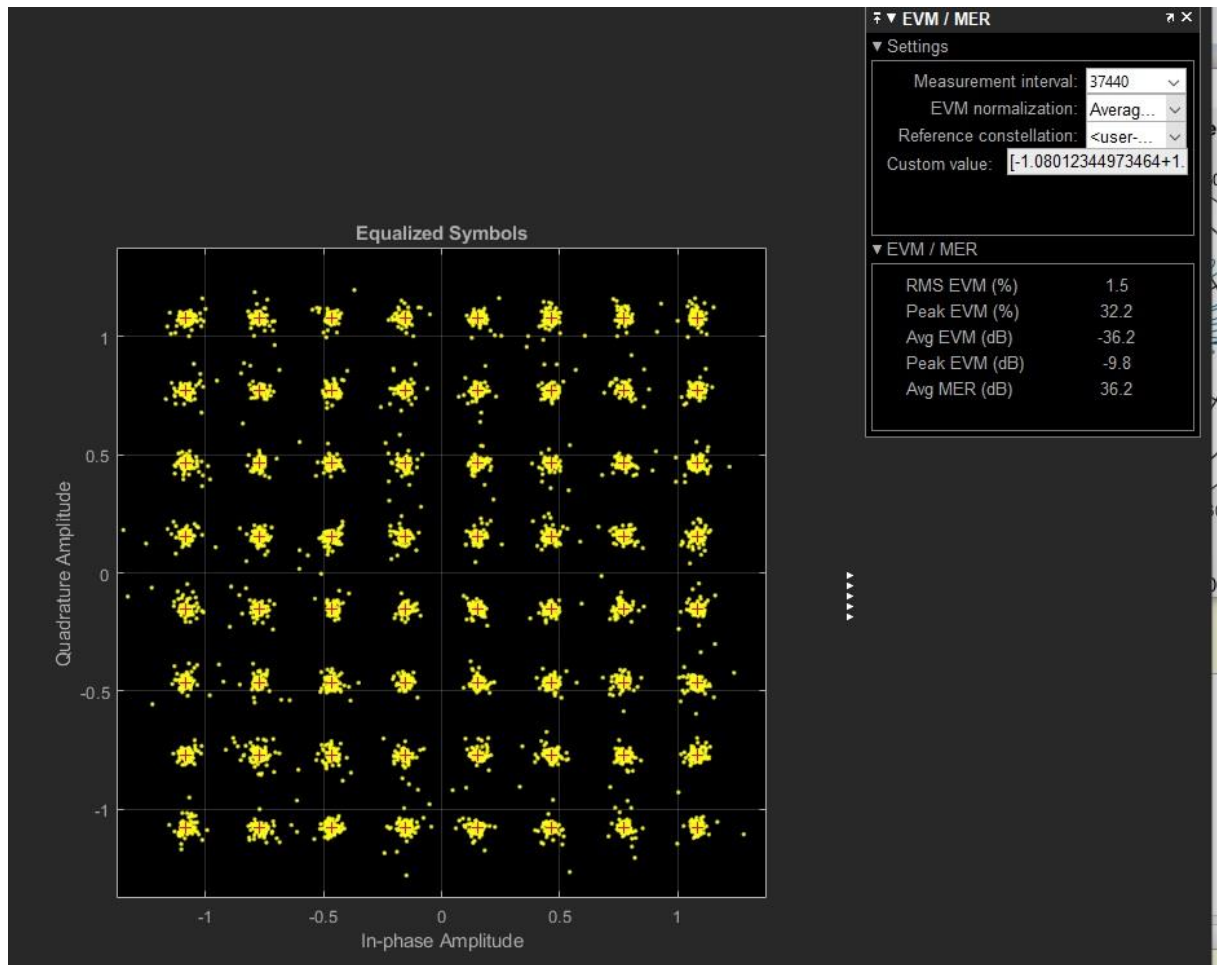 EVM / MER
Settings
Measurement interval: 37440
EVM normalization: Averag...
Reference constellation: <user-...
Custom value: [-1.08012344973464+1.
EVM / MER
RMS EVM (%) 1.5
Peak EVM (%) 32.2
Avg EVM (dB) -36.2
Peak EVM (dB) -9.8
Avg MER (dB) 36.2
Equalized Symbols
Quadrature Amplitude
1
0.5
0
-0.5
-1
-1 -0.5 0 0.5 1
In-phase Amplitude